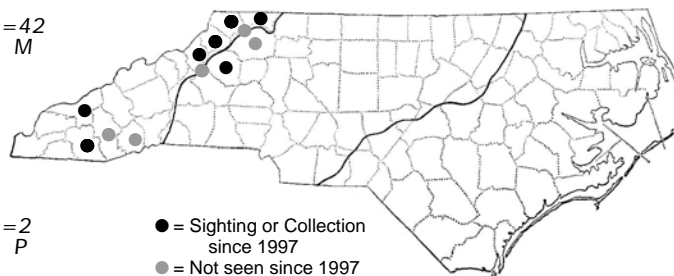 =42
M
=2
P
● = Sighting or Collection
since 1997
● = Not seen since 1997